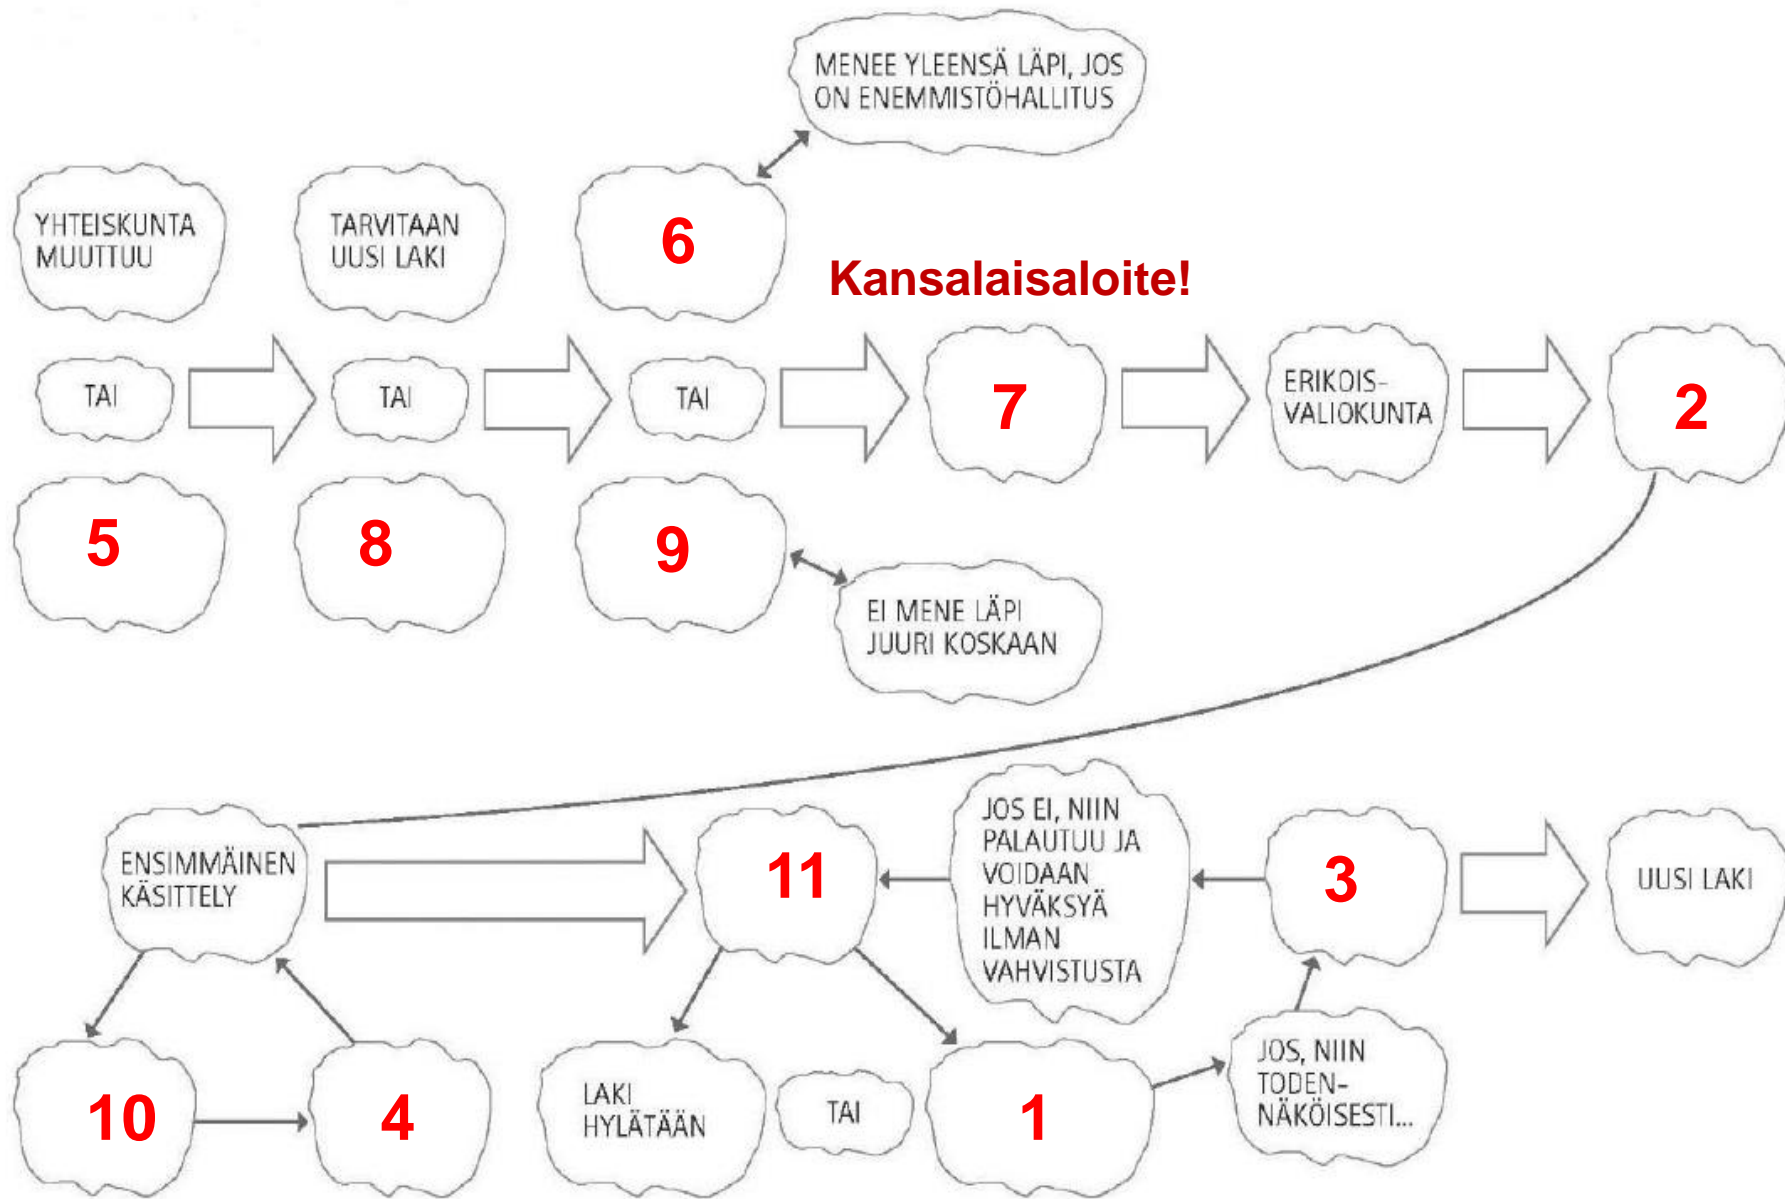 MENEE YLEENSÄ LÄPI, JOS
ON ENEMMISTÖHALLITUS
YHTEISKUNTA
MUUTTUU
TARVITAAN
UUSI LAKI
6
Kansalaisaloite!
TAI
TAI
TAI
7
ERIKOIS-
VALIOKUNTA
2
5
8
9
EI MENE LÄPI
JUURI KOSKAAN
ENSIMMÄINEN
KÄSITTELY
11
JOS EI, NIIN
PALAUTUU JA
VOIDAAN
HYVÄKSYÄ
ILMAN
VAHVISTUSTA
3
UUSI LAKI
10
4
LAKI
HYLÄTÄÄN
TAI
1
JOS, NIIN
TODEN-
NÄKÖISESTI...